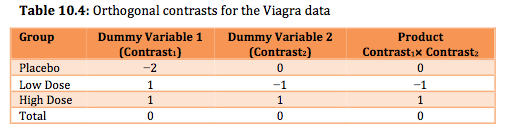 Table 10.4: Orthogonal contrasts for the Viagra data
Group Dummy Variable 1 Dummy Variable 2 Product
(Contrast₁) (Contrast₂) Contrast₁x Contrast₂
Placebo −2 0 0
Low Dose 1 −1 −1
High Dose 1 1 1
Total 0 0 0